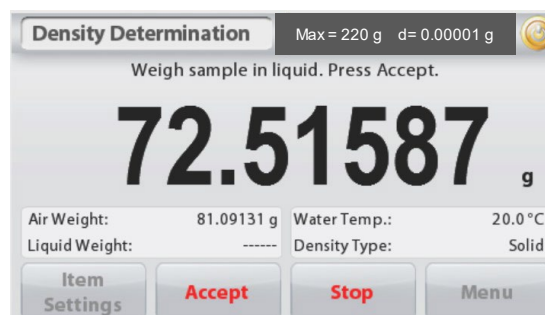 Density Determination Max = 220 g d= 0.00001 g
Weigh sample in liquid. Press Accept.
72.51587 g
Air Weight: 81.09131 g Water Temp.: 20.0°C
Liquid Weight: ------ Density Type: Solid
Item Settings Accept Stop Menu